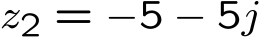 z₂ = −5 − 5j